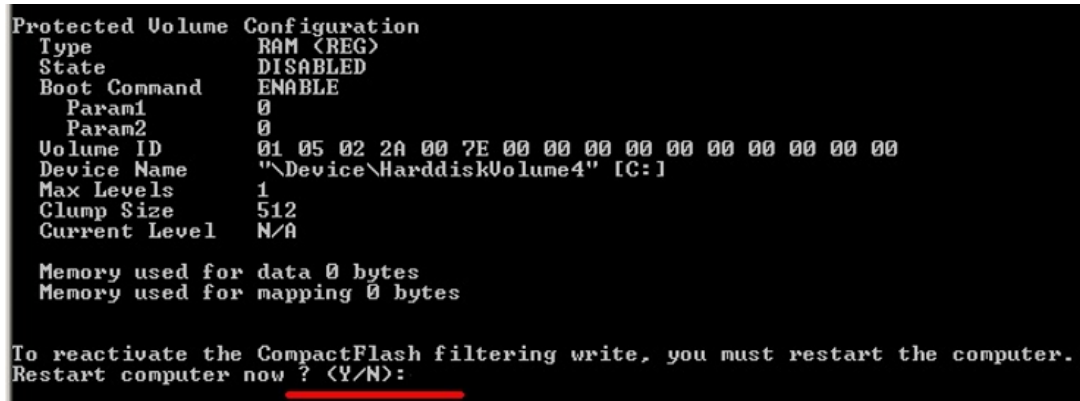 Protected Volume Configuration
Type RAM (REG)
State DISABLED
Boot Command ENABLE
Param1 0
Param2 0
Volume ID 01 05 02 2A 00 7E 00 00 00 00 00 00 00 00 00 00
Device Name "\Device\HarddiskVolume4" [C:]
Max Levels 1
Clump Size 512
Current Level N/A
Memory used for data 0 bytes
Memory used for mapping 0 bytes
To reactivate the CompactFlash filtering write, you must restart the computer.
Restart computer now ? (Y/N):